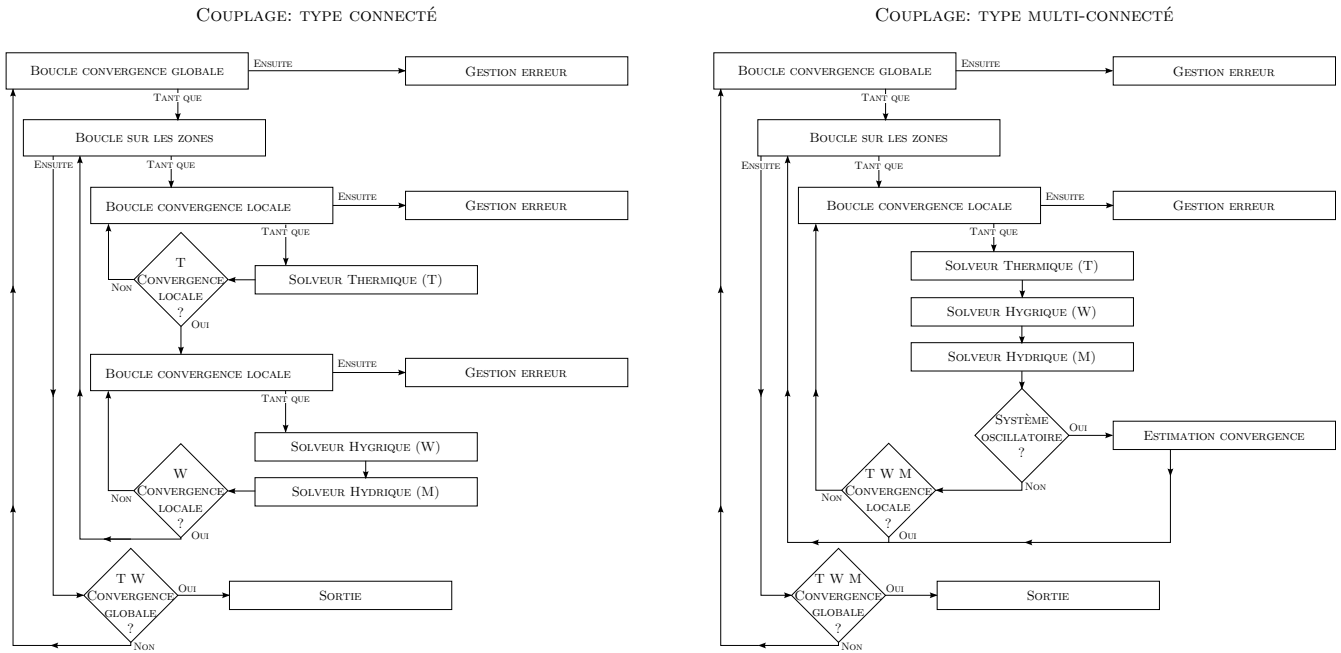 Couplage: type connecté
Boucle convergence globale
Ensuite
Gestion erreur
Tant que
Boucle sur les zones
Ensuite
Tant que
Boucle convergence locale
Ensuite
Gestion erreur
Tant que
T
Convergence
locale
?
Non
Oui
Solveur Thermique (T)
Boucle convergence locale
Ensuite
Gestion erreur
Tant que
Solveur Hygrique (W)
W
Convergence
locale
?
Non
Oui
Solveur Hydrique (M)
T W
Convergence
globale
?
Oui
Sortie
Non
Couplage: type multi-connecté
Boucle convergence globale
Ensuite
Gestion erreur
Tant que
Boucle sur les zones
Ensuite
Tant que
Boucle convergence locale
Ensuite
Gestion erreur
Tant que
Solveur Thermique (T)
Solveur Hygrique (W)
Solveur Hydrique (M)
Système
oscillatoire
?
Oui
Estimation convergence
Non
T W M
Convergence
locale
?
Non
Oui
T W M
Convergence
globale
?
Oui
Sortie
Non